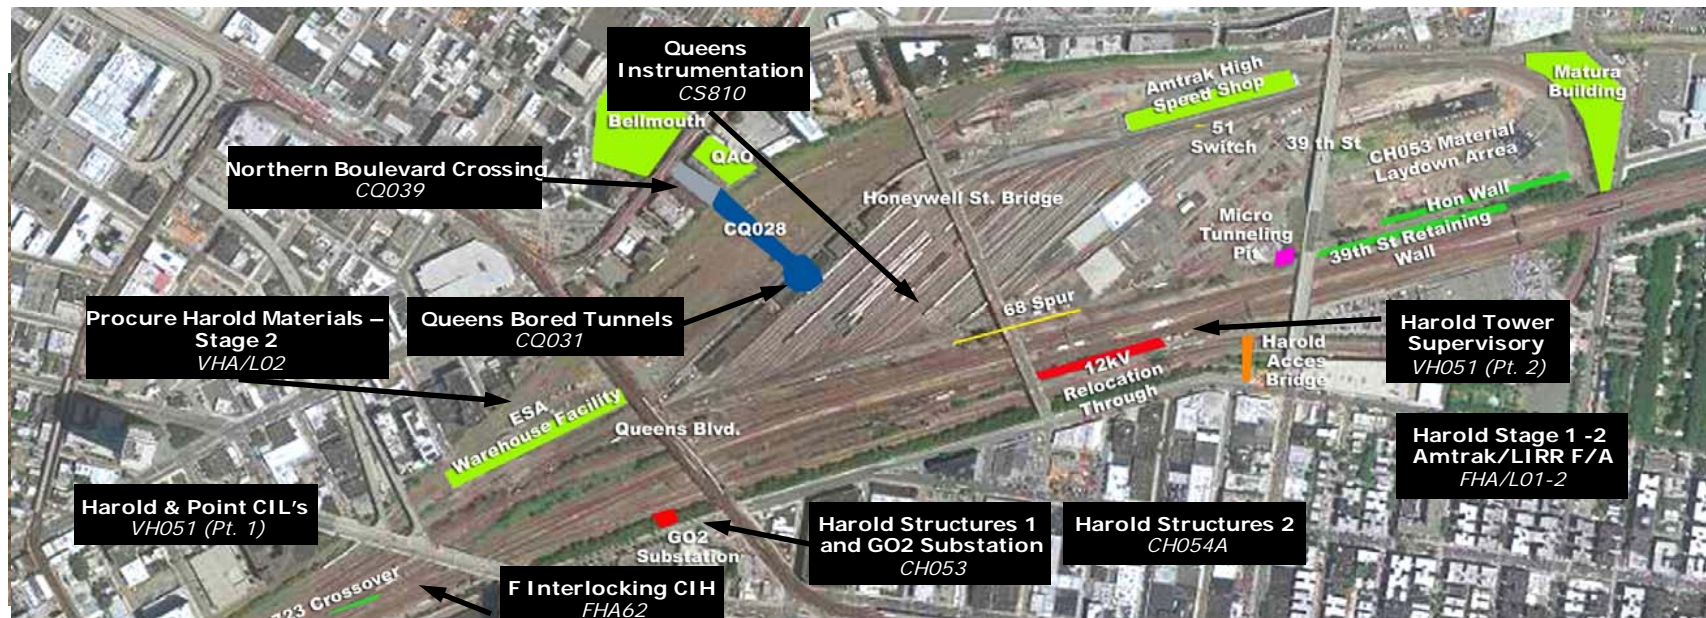 Queens
Instrumentation
CS810
Amtrak High
Speed Shop
Matura
Building
Bellmouth
51
Switch
39 th St
CH053 Material
Laydown Arrea
QAO
Northern Boulevard Crossing
CQ039
Honeywell St. Bridge
Hon Wall
CQ028
Micro
Tunneling
Pit
39th St Retaining
Wall
Procure Harold Materials –
Stage 2
VHA/L02
Queens Bored Tunnels
CQ031
68 Spur
Harold Tower
Supervisory
VH051 (Pt. 2)
12kV
Relocation
Through
Harold
Acces
Bridge
ESA
Warehouse Facility
Queens Blvd.
Harold Stage 1 -2
Amtrak/LIRR F/A
FHA/L01-2
Harold & Point CIL's
VH051 (Pt. 1)
GO2
Substation
Harold Structures 1
and GO2 Substation
CH053
Harold Structures 2
CH054A
723 Crossover
F Interlocking CIH
FHA62